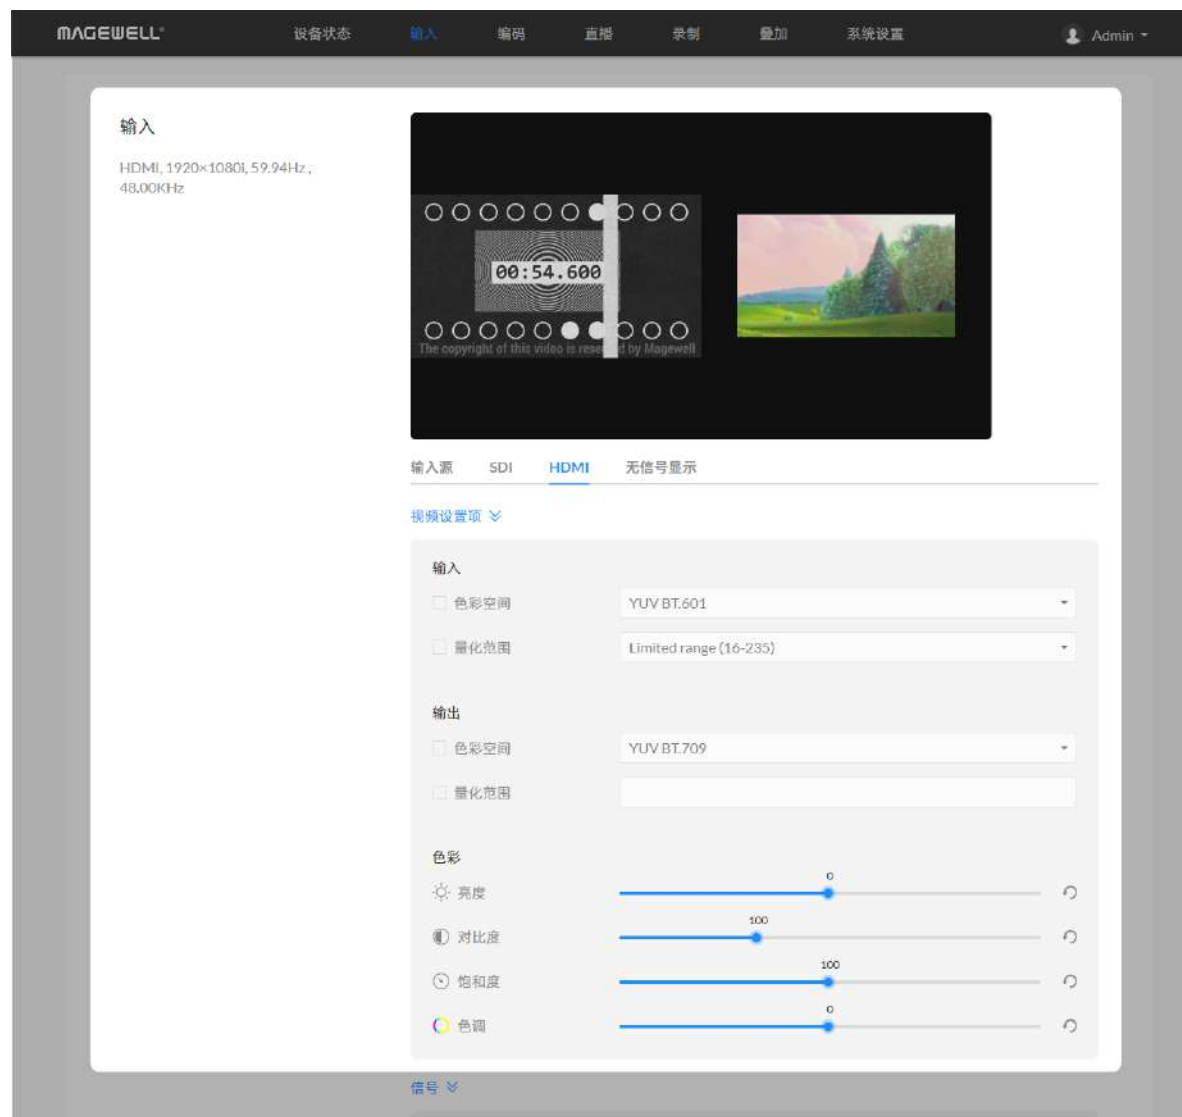 MAGEWELL
设备状态
输入
编码
直播
录制
叠加
系统设置
Admin
输入
HDMI, 1920×1080i, 59.94Hz ,
48.00KHz
00:54.600
The copyright of this video is reserved by Magewell
输入源
SDI
HDMI
无信号显示
视频设置项
输入
色彩空间
YUV BT.601
量化范围
Limited range (16-235)
输出
色彩空间
YUV BT.709
量化范围
色彩
亮度
0
对比度
100
饱和度
100
色调
0
信号